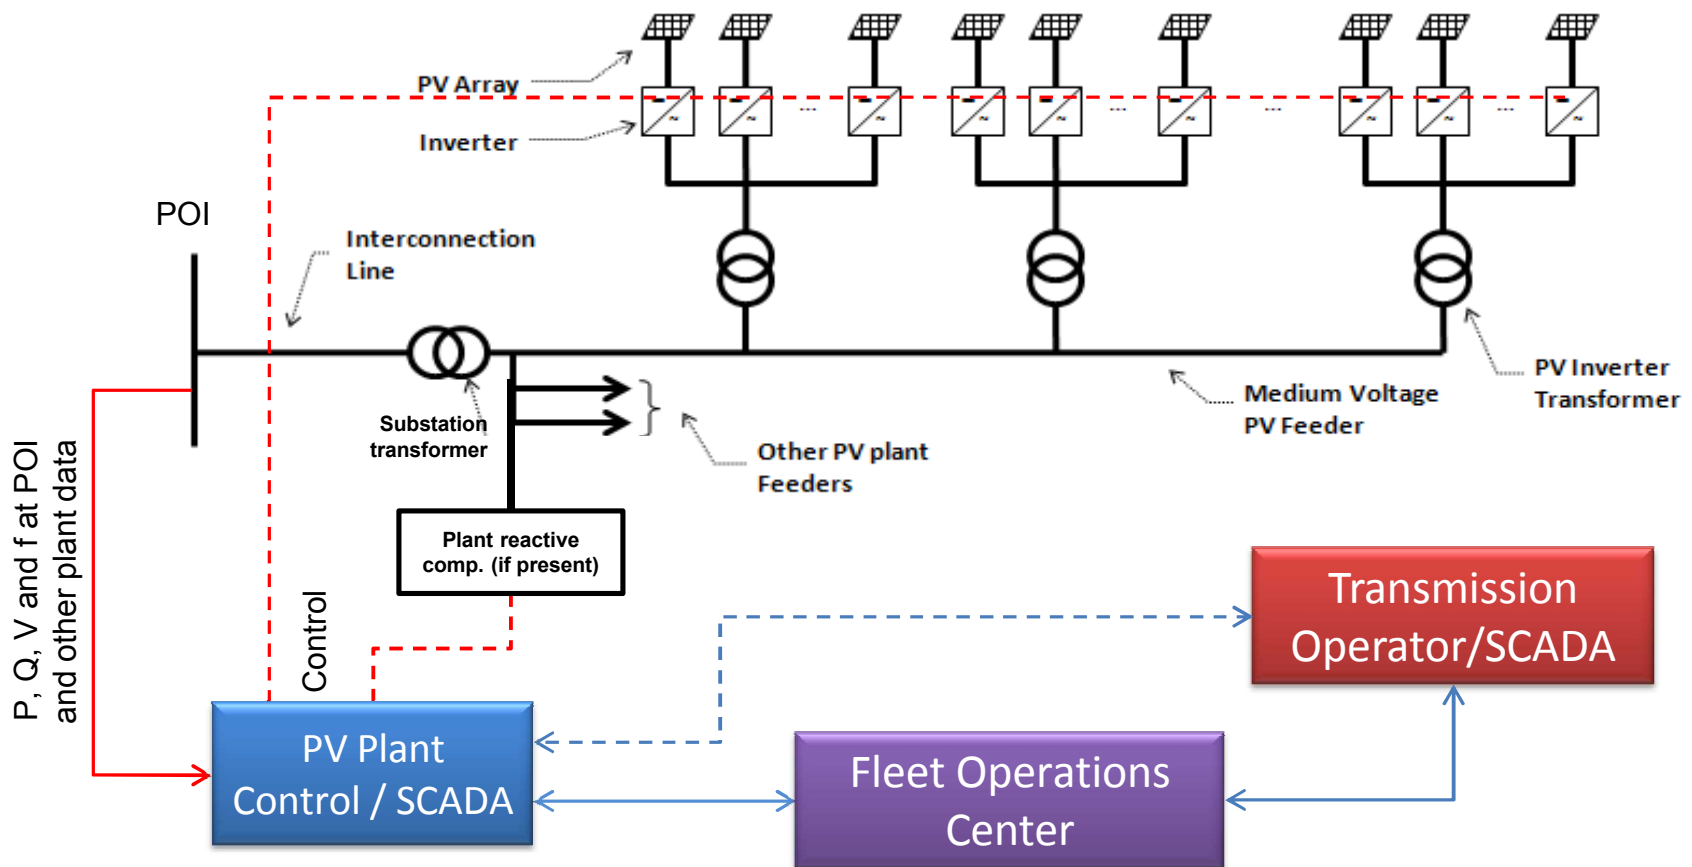 PV Array
Inverter
...
...
...
...
POI
Interconnection
Line
Substation
transformer
Other PV plant
Feeders
Medium Voltage
PV Feeder
PV Inverter
Transformer
Plant reactive
comp. (if present)
P, Q, V and f at POI
and other plant data
Control
PV Plant
Control / SCADA
Fleet Operations
Center
Transmission
Operator/SCADA